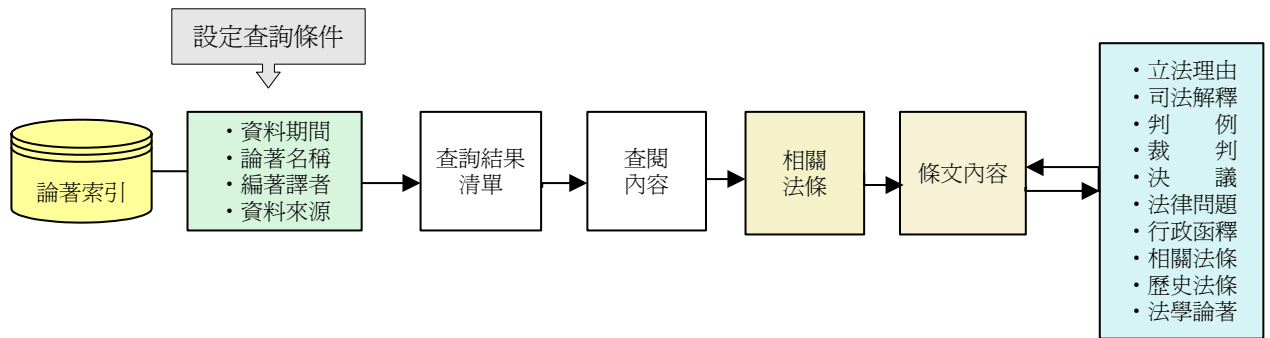 設定查詢條件
論著索引
・資料期間
・論著名稱
・編著譯者
・資料來源
查詢結果
清單
查閱
內容
相關
法條
條文內容
・立法理由
・司法解釋
・判　　例
・裁　　判
・決　　議
・法律問題
・行政函釋
・相關法條
・歷史法條
・法學論著